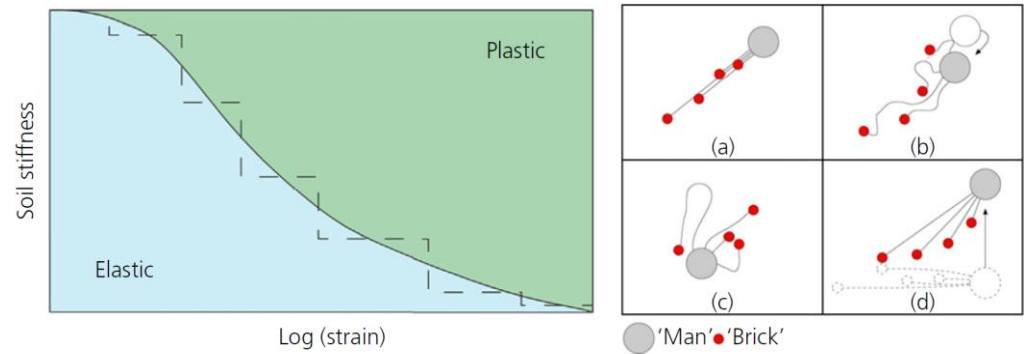 Soil stiffness
Plastic
Elastic
Log (strain)
(a)
(b)
(c)
(d)
'Man' 'Brick'